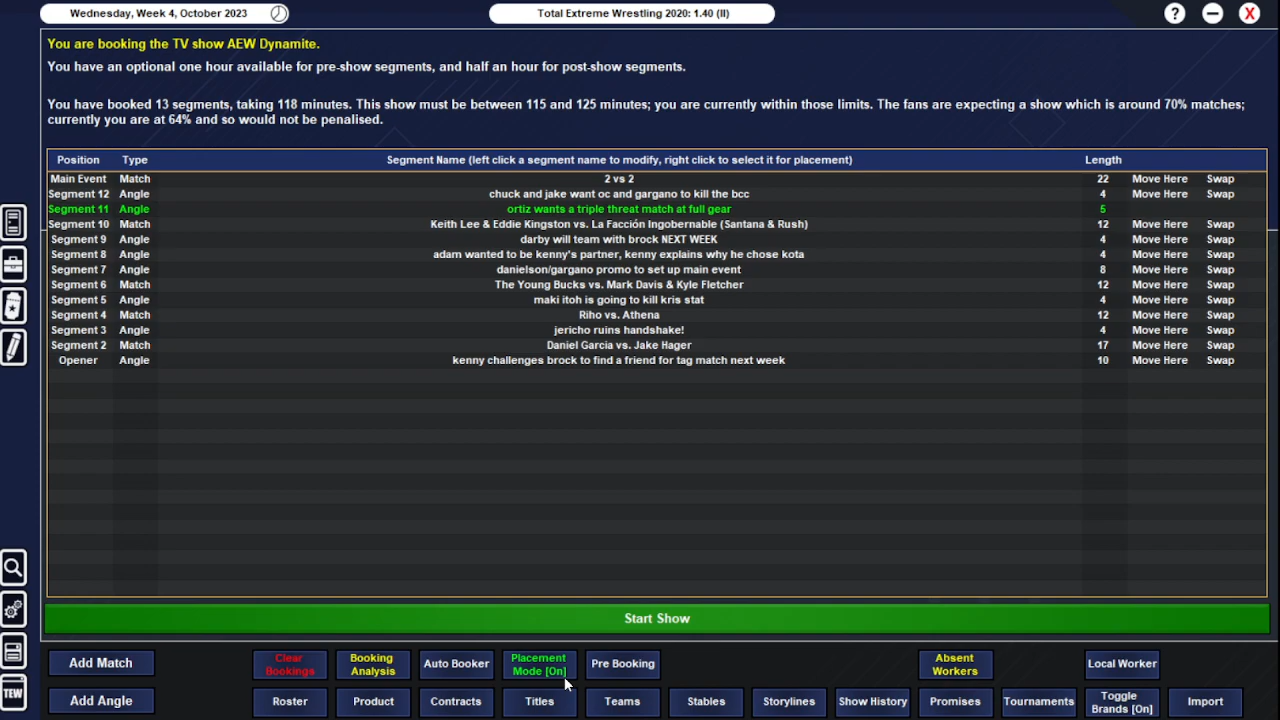 Wednesday, Week 4, October 2023
Total Extreme Wrestling 2020: 1.40 (II)
? X
You are booking the TV show AEW Dynamite.
You have an optional one hour available for pre-show segments, and half an hour for post-show segments.
You have booked 13 segments, taking 118 minutes. This show must be between 115 and 125 minutes; you are currently within those limits. The fans are expecting a show which is around 70% matches;
currently you are at 64% and so would not be penalised.
Position Type Segment Name (left click a segment name to modify, right click to select it for placement) Length
Main Event Match 2 vs 2 22 Move Here Swap
Segment 12 Angle chuck and jake want oc and gargano to kill the bcc 4 Move Here Swap
Segment 11 Angle ortiz wants a triple threat match at full gear 5
Segment 10 Match Keith Lee & Eddie Kingston vs. La Facción Ingobernable (Santana & Rush) 12 Move Here Swap
Segment 9 Angle darby will team with brock NEXT WEEK 4 Move Here Swap
Segment 8 Angle adam wanted to be kenny's partner, kenny explains why he chose kota 4 Move Here Swap
Segment 7 Angle danielson/gargano promo to set up main event 8 Move Here Swap
Segment 6 Match The Young Bucks vs. Mark Davis & Kyle Fletcher 12 Move Here Swap
Segment 5 Angle maki itoh is going to kill kris stat 4 Move Here Swap
Segment 4 Match Riho vs. Athena 12 Move Here Swap
Segment 3 Angle jericho ruins handshake! 4 Move Here Swap
Segment 2 Match Daniel Garcia vs. Jake Hager 17 Move Here Swap
Opener Angle kenny challenges brock to find a friend for tag match next week 10 Move Here Swap
Start Show
Add Match Clear Bookings Booking Analysis Auto Booker Placement Mode [On] Pre Booking Absent Workers Local Worker
TEW Add Angle Roster Product Contracts Titles Teams Stables Storylines Show History Promises Tournaments Toggle Brands [On] Import